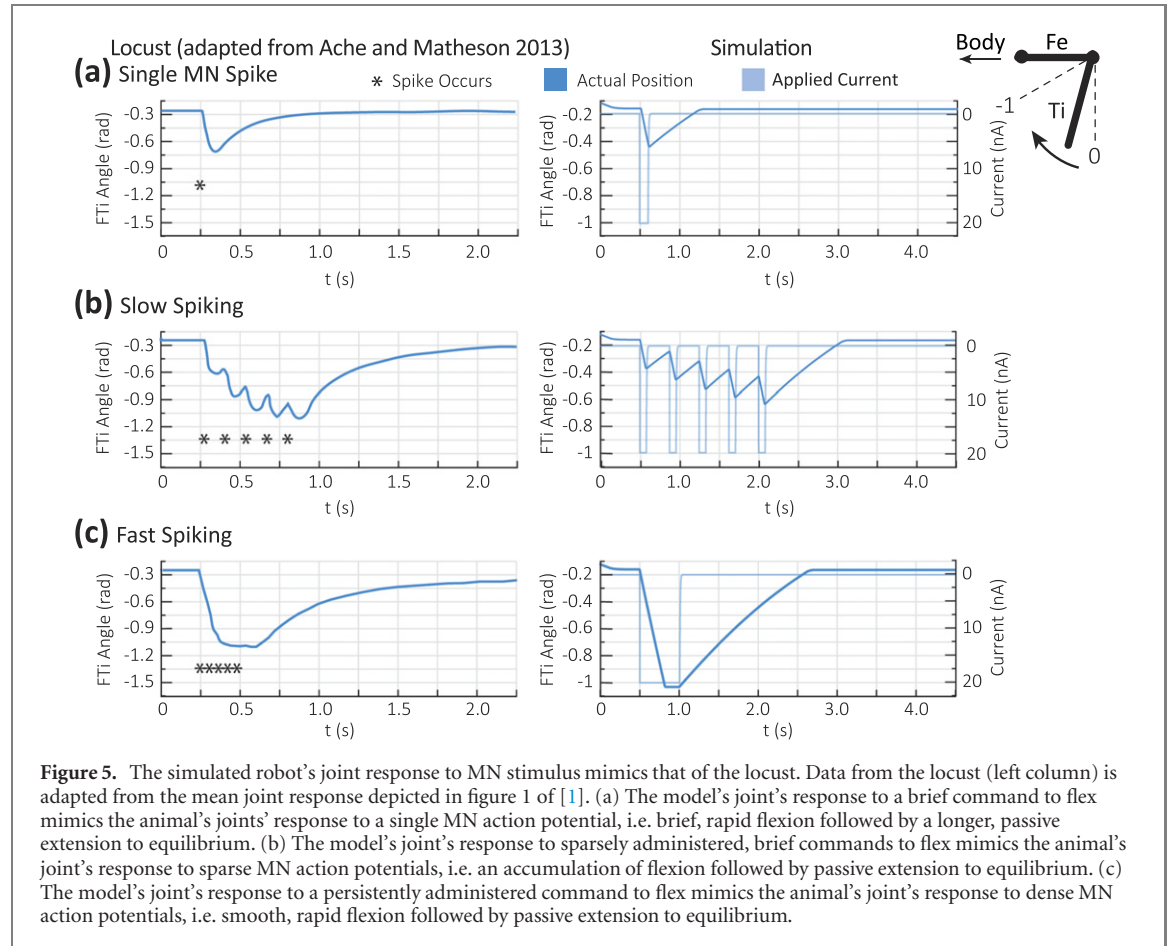 Locust (adapted from Ache and Matheson 2013)
Simulation
(a) Single MN Spike
* Spike Occurs
Actual Position
Applied Current
Body
Fe
Ti
-1
0
FTi Angle (rad)
-0.3
-0.6
-0.9
-1.2
-1.5
*
0 0.5 1.0 1.5 2.0
t (s)
FTi Angle (rad)
-0.2
-0.4
-0.6
-0.8
-1
0 1.0 2.0 3.0 4.0
t (s)
0
10
20
Current (nA)
(b) Slow Spiking
FTi Angle (rad)
-0.3
-0.6
-0.9
-1.2
-1.5
* * * * *
0 0.5 1.0 1.5 2.0
t (s)
FTi Angle (rad)
-0.2
-0.4
-0.6
-0.8
-1
0 1.0 2.0 3.0 4.0
t (s)
0
10
20
Current (nA)
(c) Fast Spiking
FTi Angle (rad)
-0.3
-0.6
-0.9
-1.2
-1.5
*****
0 0.5 1.0 1.5 2.0
t (s)
FTi Angle (rad)
-0.2
-0.4
-0.6
-0.8
-1
0 1.0 2.0 3.0 4.0
t (s)
0
10
20
Current (nA)
Figure 5. The simulated robot's joint response to MN stimulus mimics that of the locust. Data from the locust (left column) is
adapted from the mean joint response depicted in figure 1 of [1]. (a) The model's joint's response to a brief command to flex
mimics the animal's joints' response to a single MN action potential, i.e. brief, rapid flexion followed by a longer, passive
extension to equilibrium. (b) The model's joint's response to sparsely administered, brief commands to flex mimics the animal's
joint's response to sparse MN action potentials, i.e. an accumulation of flexion followed by passive extension to equilibrium. (c)
The model's joint's response to a persistently administered command to flex mimics the animal's joint's response to dense MN
action potentials, i.e. smooth, rapid flexion followed by passive extension to equilibrium.